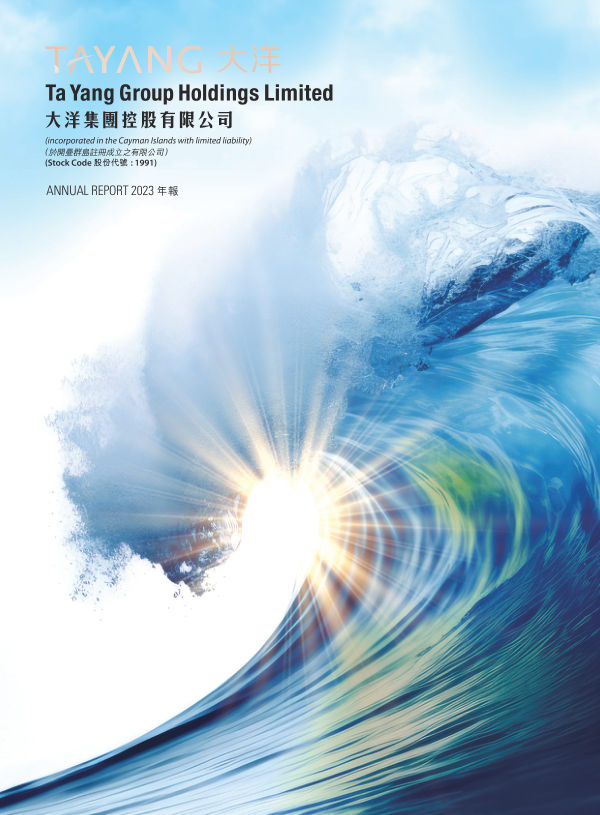 TAYANG 大洋
Ta Yang Group Holdings Limited
大洋集團控股有限公司
(incorporated in the Cayman Islands with limited liability)
（於開曼群島註冊成立之有限公司）
(Stock Code 股份代號 : 1991)
ANNUAL REPORT 2023 年報